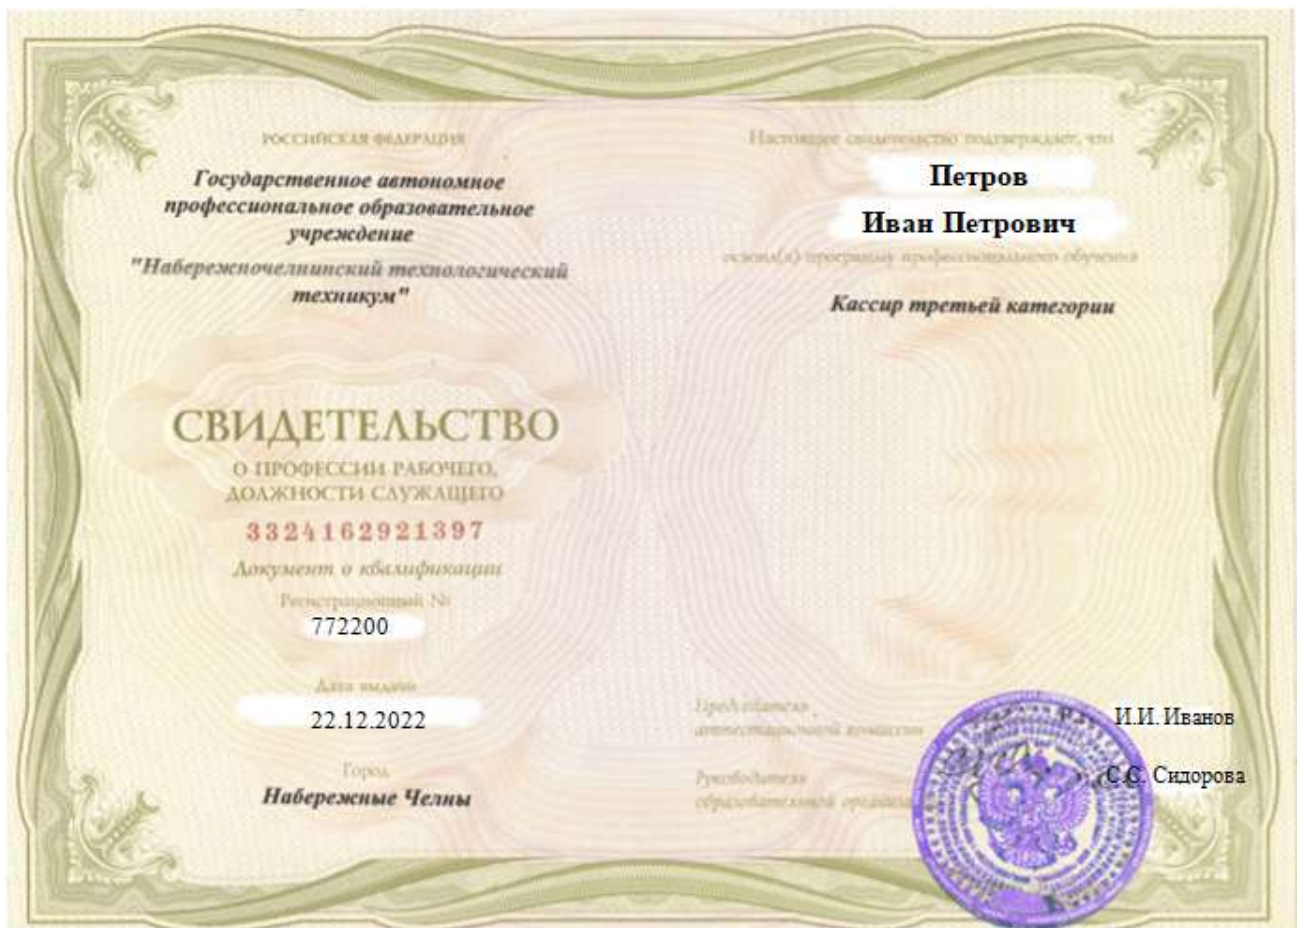 РОССИЙСКАЯ ФЕДЕРАЦИЯ
Государственное автономное
профессиональное образовательное
учреждение
"Набережночелнинский технологический
техникум"
СВИДЕТЕЛЬСТВО
О ПРОФЕССИИ РАБОЧЕГО,
ДОЛЖНОСТИ СЛУЖАЩЕГО
3324162921397
Документ о квалификации
Регистрационный №
772200
Дата выдачи
22.12.2022
Город
Набережные Челны
Настоящее свидетельство подтверждает, что
Петров
Иван Петрович
освоил(а) программу профессионального обучения
Кассир третьей категории
Председатель
аттестационной комиссии
И.И. Иванов
Руководитель
образовательной
С.С. Сидорова